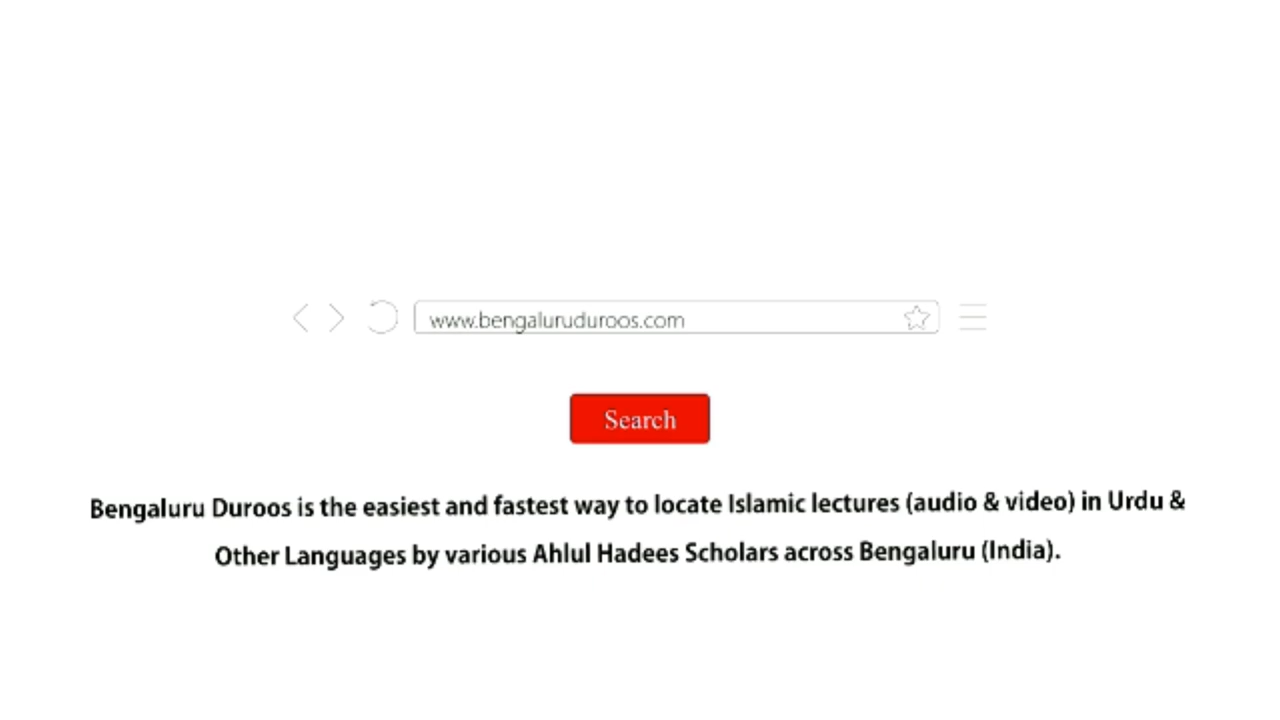 www.bengaluruduroos.com
Search
Bengaluru Duroos is the easiest and fastest way to locate Islamic lectures (audio & video) in Urdu &
Other Languages by various Ahlul Hadees Scholars across Bengaluru (India).